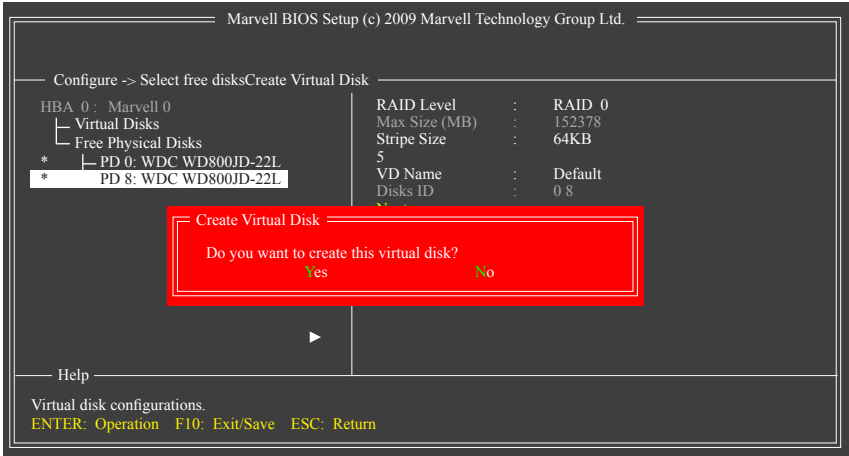 Marvell BIOS Setup (c) 2009 Marvell Technology Group Ltd.
Configure -> Select free disksCreate Virtual Disk
HBA 0 : Marvell 0
Virtual Disks
Free Physical Disks
* PD 0: WDC WD800JD-22L
* PD 8: WDC WD800JD-22L
RAID Level : RAID 0
Max Size (MB) : 152378
Stripe Size : 64KB
5
VD Name : Default
Disks ID : 0 8
Create Virtual Disk
Do you want to create this virtual disk?
Yes No
Help
Virtual disk configurations.
ENTER: Operation F10: Exit/Save ESC: Return